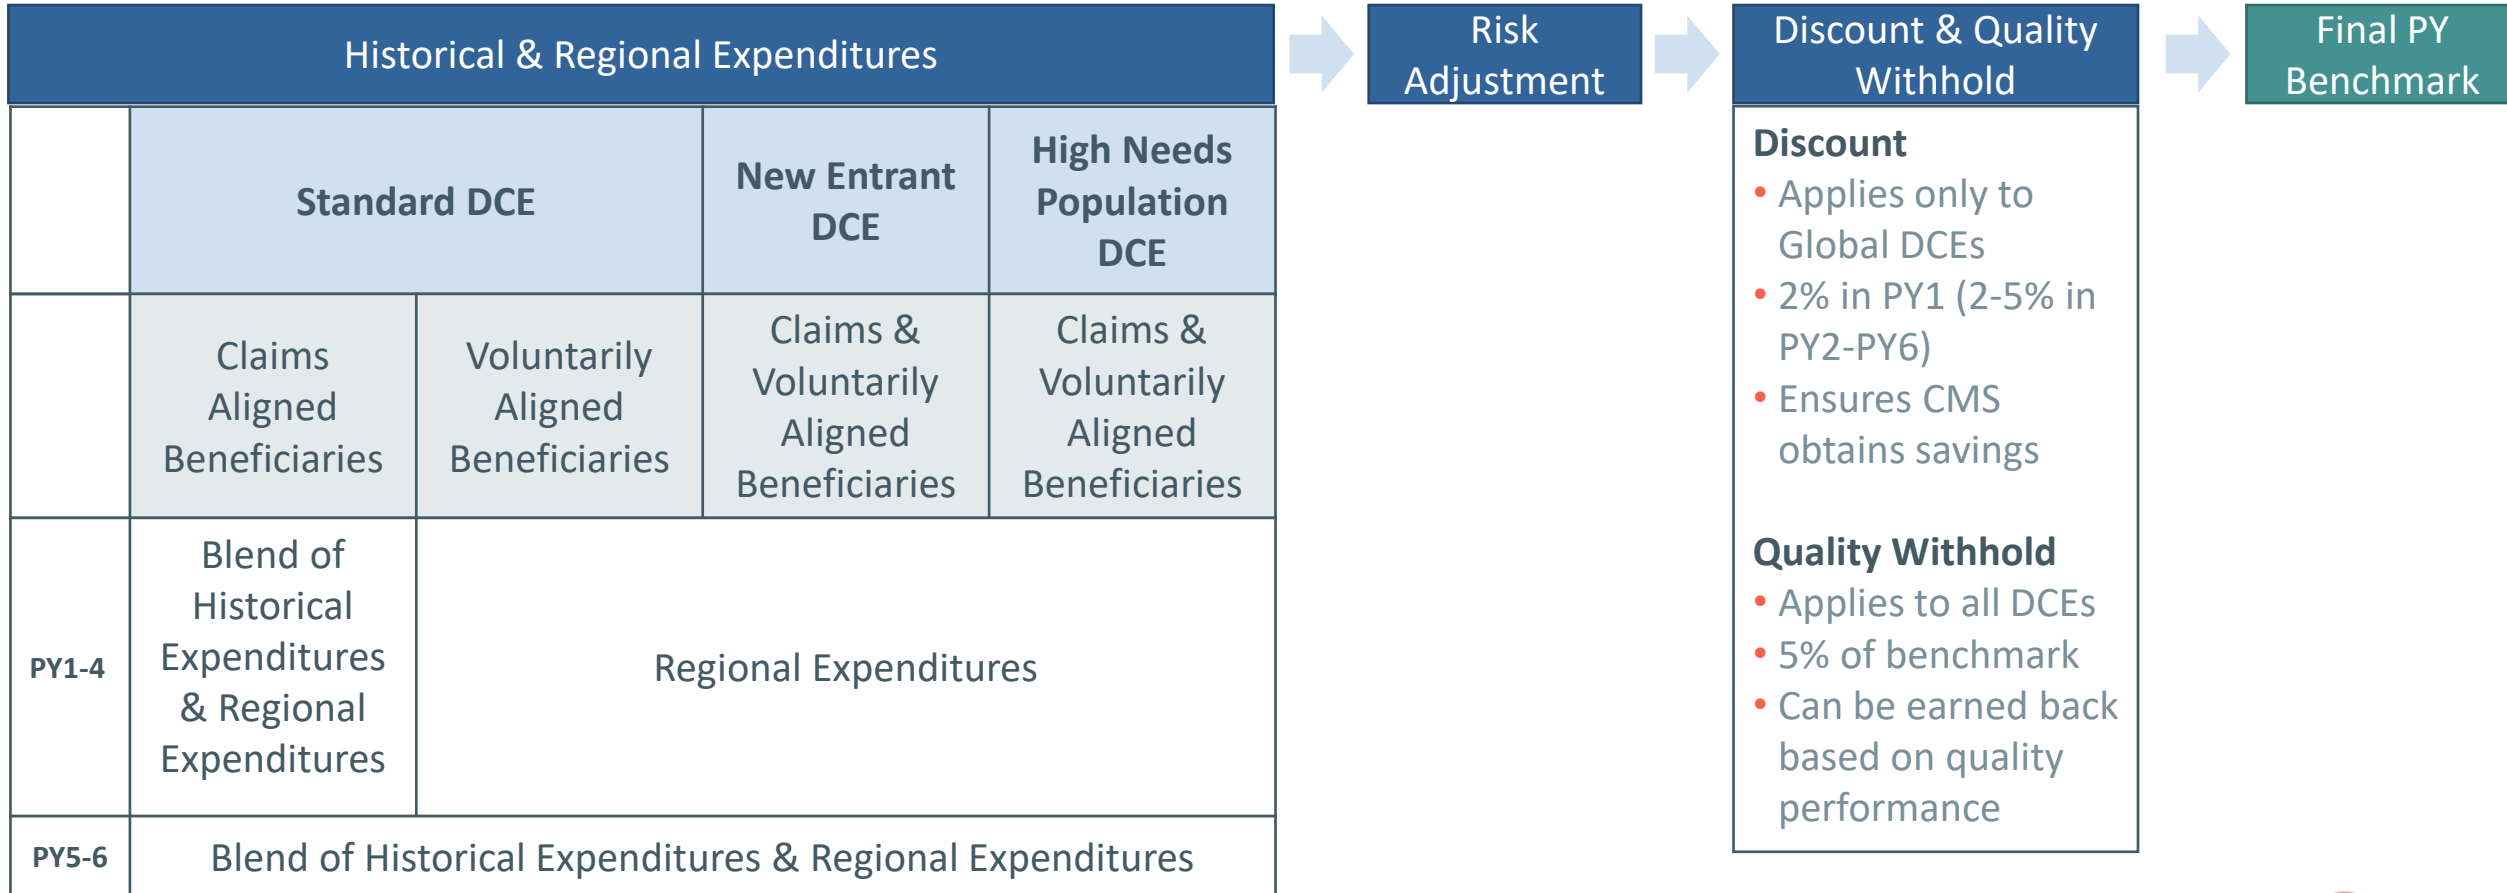 Historical & Regional Expenditures
Risk
Adjustment
Discount & Quality
Withhold
Final PY
Benchmark
Standard DCE
New Entrant
DCE
High Needs
Population
DCE
Claims
Aligned
Beneficiaries
Voluntarily
Aligned
Beneficiaries
Claims &
Voluntarily
Aligned
Beneficiaries
Claims &
Voluntarily
Aligned
Beneficiaries
PY1-4
Blend of
Historical
Expenditures
& Regional
Expenditures
Regional Expenditures
PY5-6
Blend of Historical Expenditures & Regional Expenditures
Discount
• Applies only to
Global DCEs
• 2% in PY1 (2-5% in
PY2-PY6)
• Ensures CMS
obtains savings
Quality Withhold
• Applies to all DCEs
• 5% of benchmark
• Can be earned back
based on quality
performance